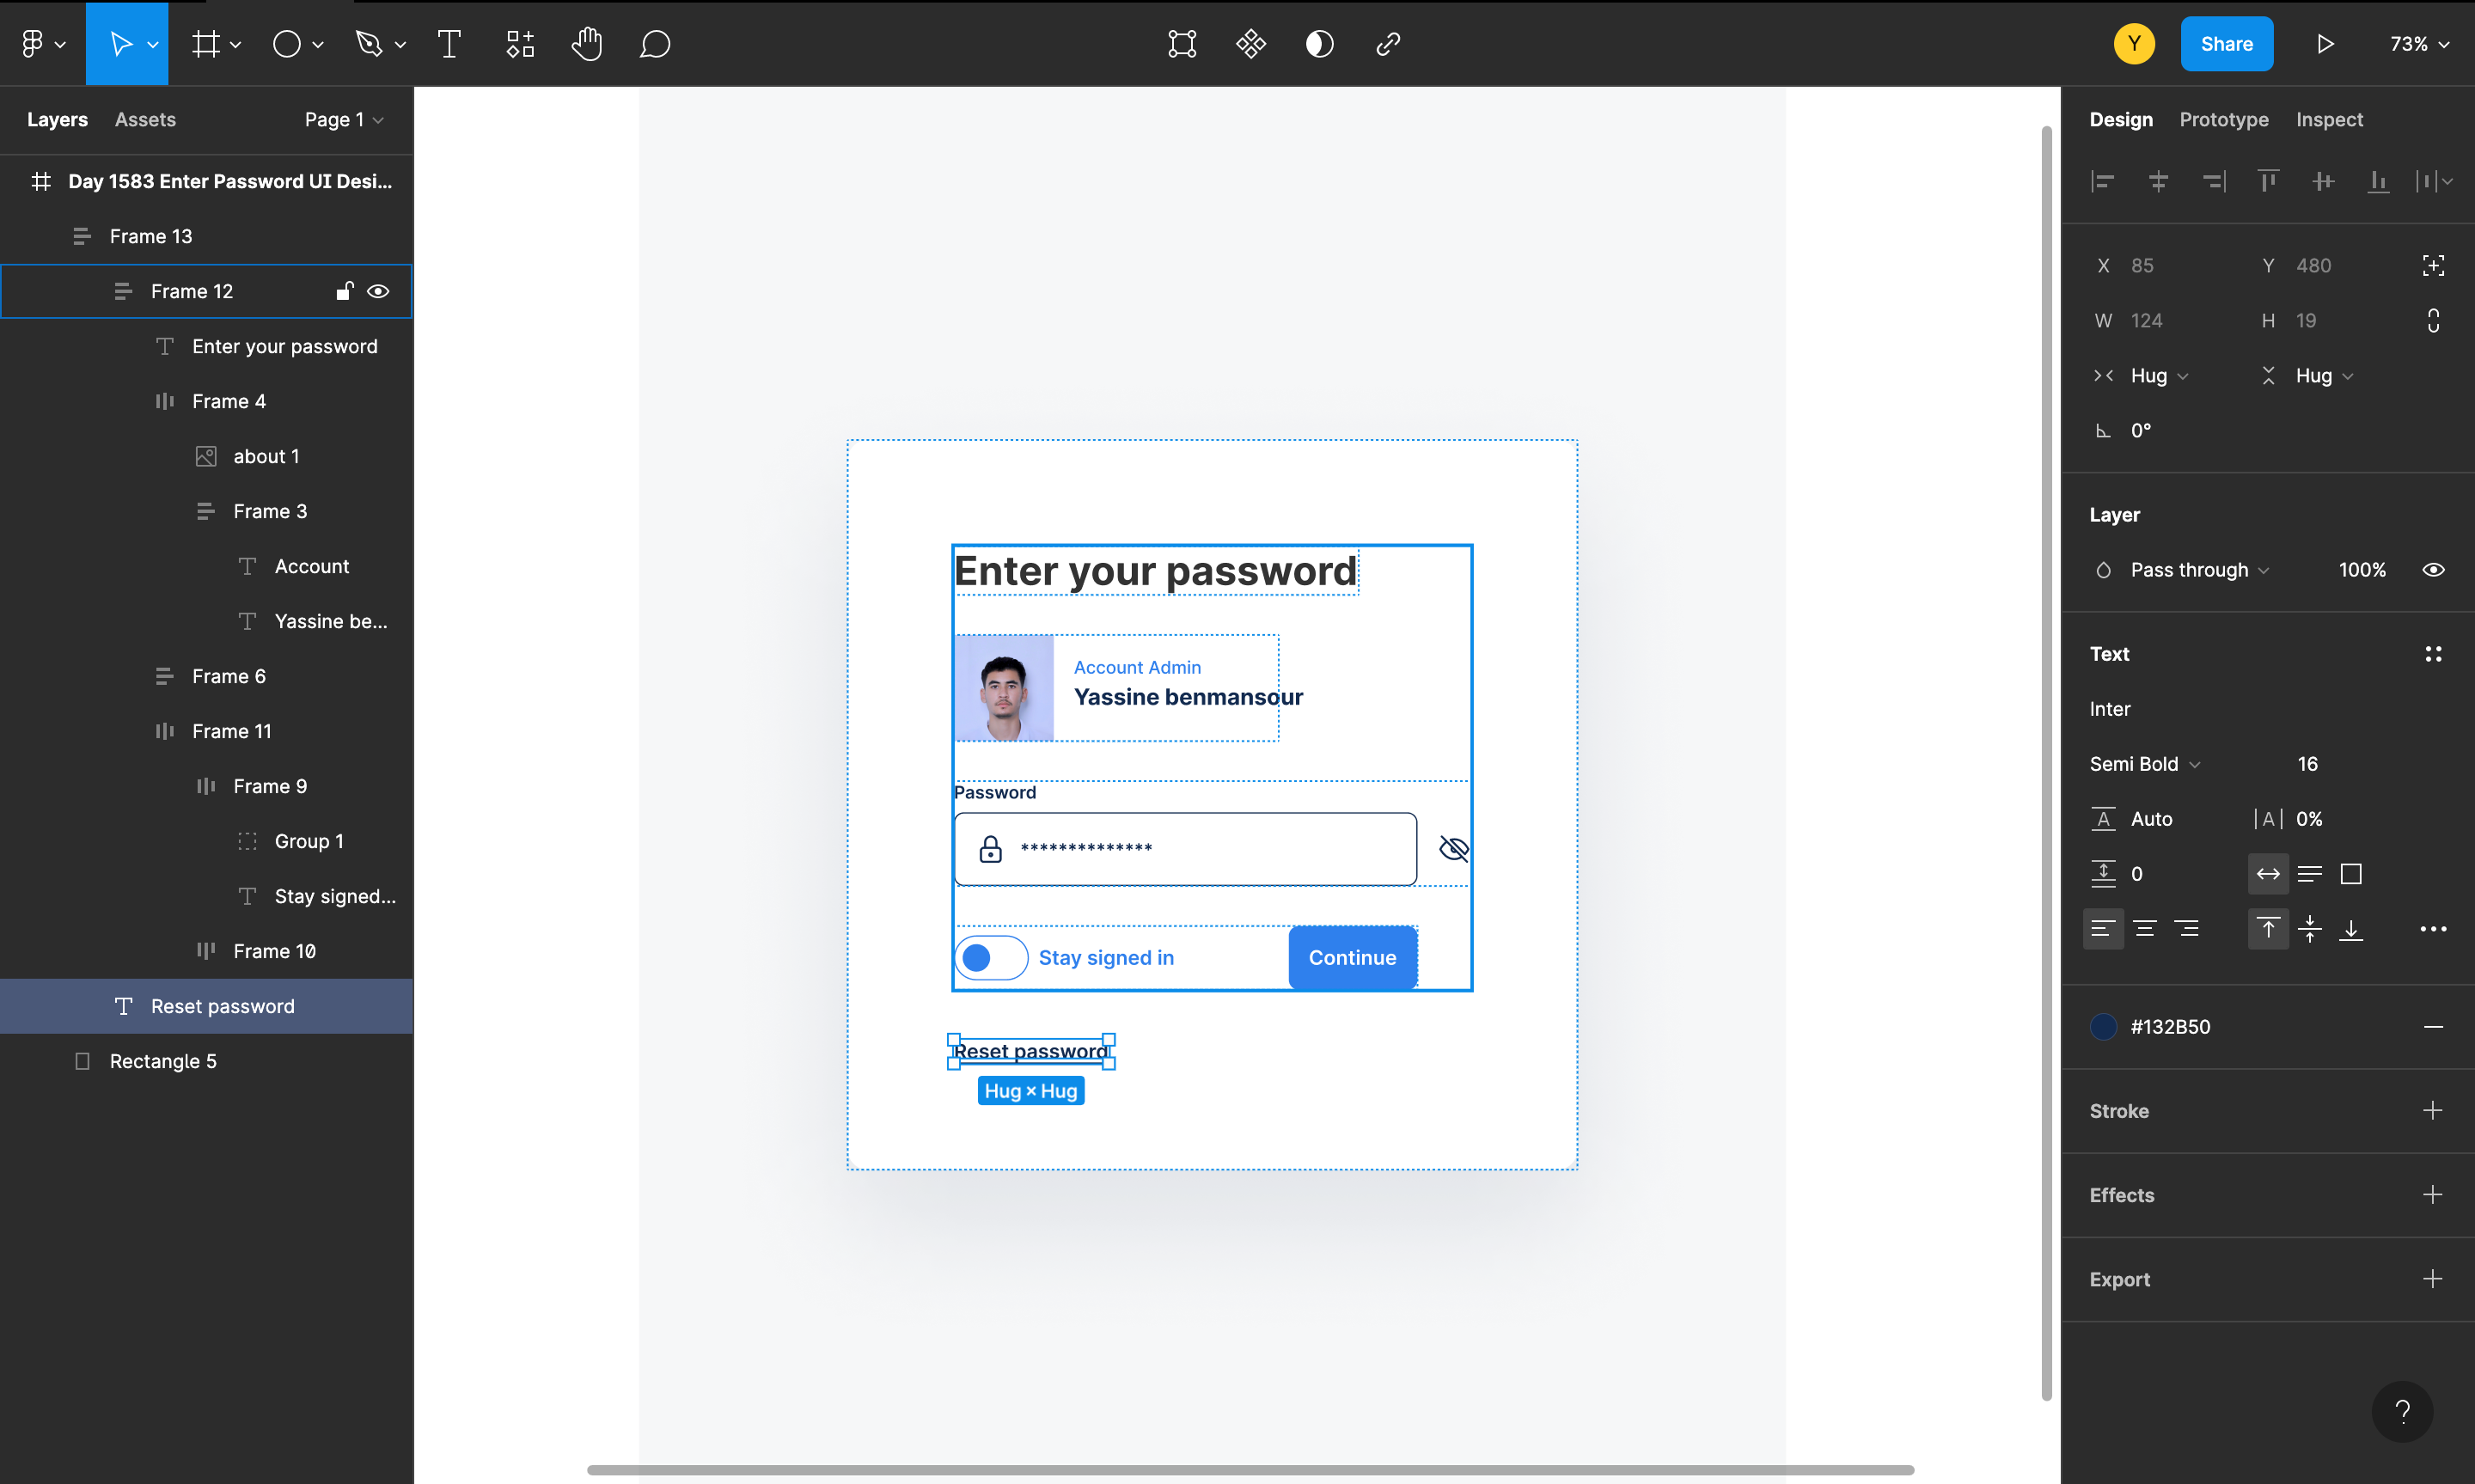 Y
Share
73%
Layers
Assets
Page 1
Day 1583 Enter Password UI Desi...
Frame 13
Frame 12
Enter your password
Frame 4
about 1
Frame 3
Account
Yassine be...
Frame 6
Frame 11
Frame 9
Group 1
Stay signed...
Frame 10
Reset password
Rectangle 5
Enter your password
Account Admin
Yassine benmansour
Password
**************
Stay signed in
Continue
Reset password
Hug × Hug
Design
Prototype
Inspect
X 85
Y 480
W 124
H 19
Hug
Hug
0°
Layer
Pass through
100%
Text
Inter
Semi Bold
16
A Auto
|A| 0%
0
#132B50
Stroke
Effects
Export
?